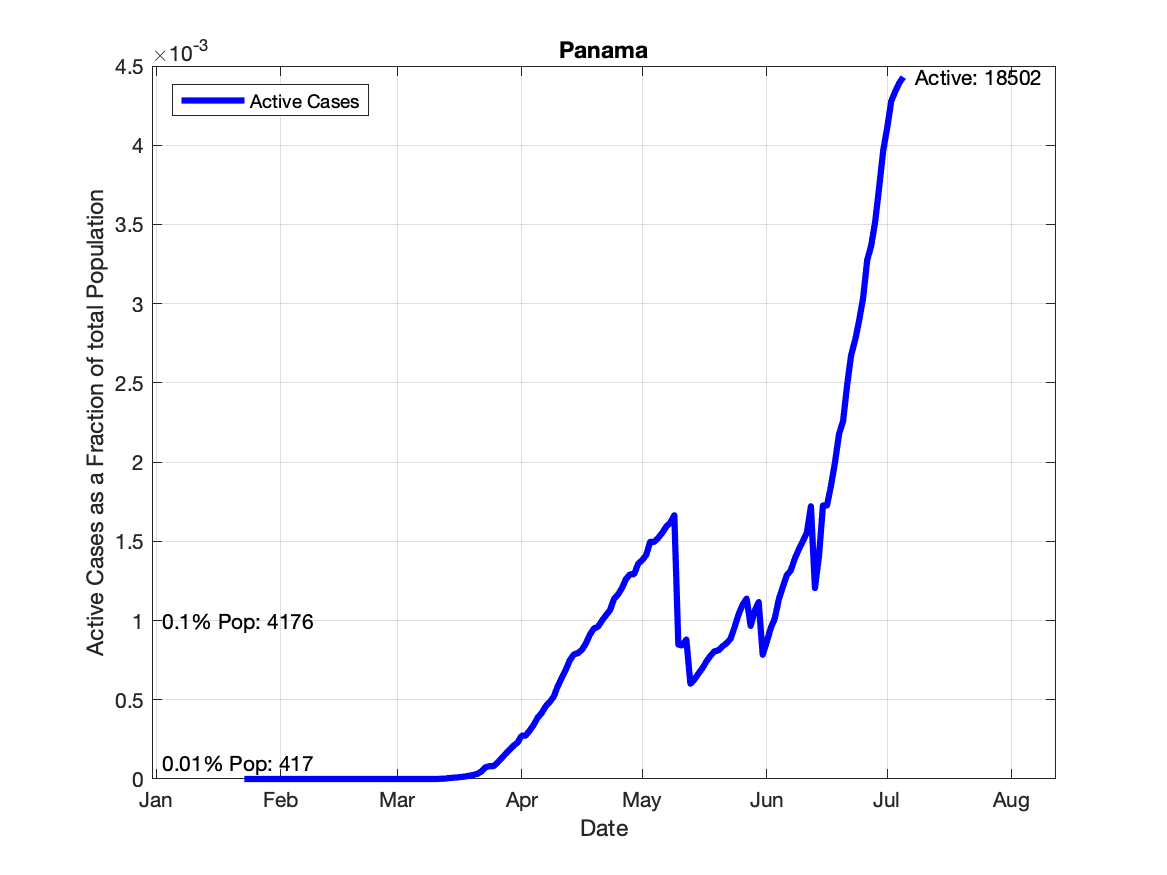 Panama
×10-3
4.5
4
3.5
3
2.5
2
1.5
1
0.5
0
Active Cases as a Fraction of total Population
Active Cases
Active: 18502
0.1% Pop: 4176
0.01% Pop: 417
Jan Feb Mar Apr May Jun Jul Aug
Date